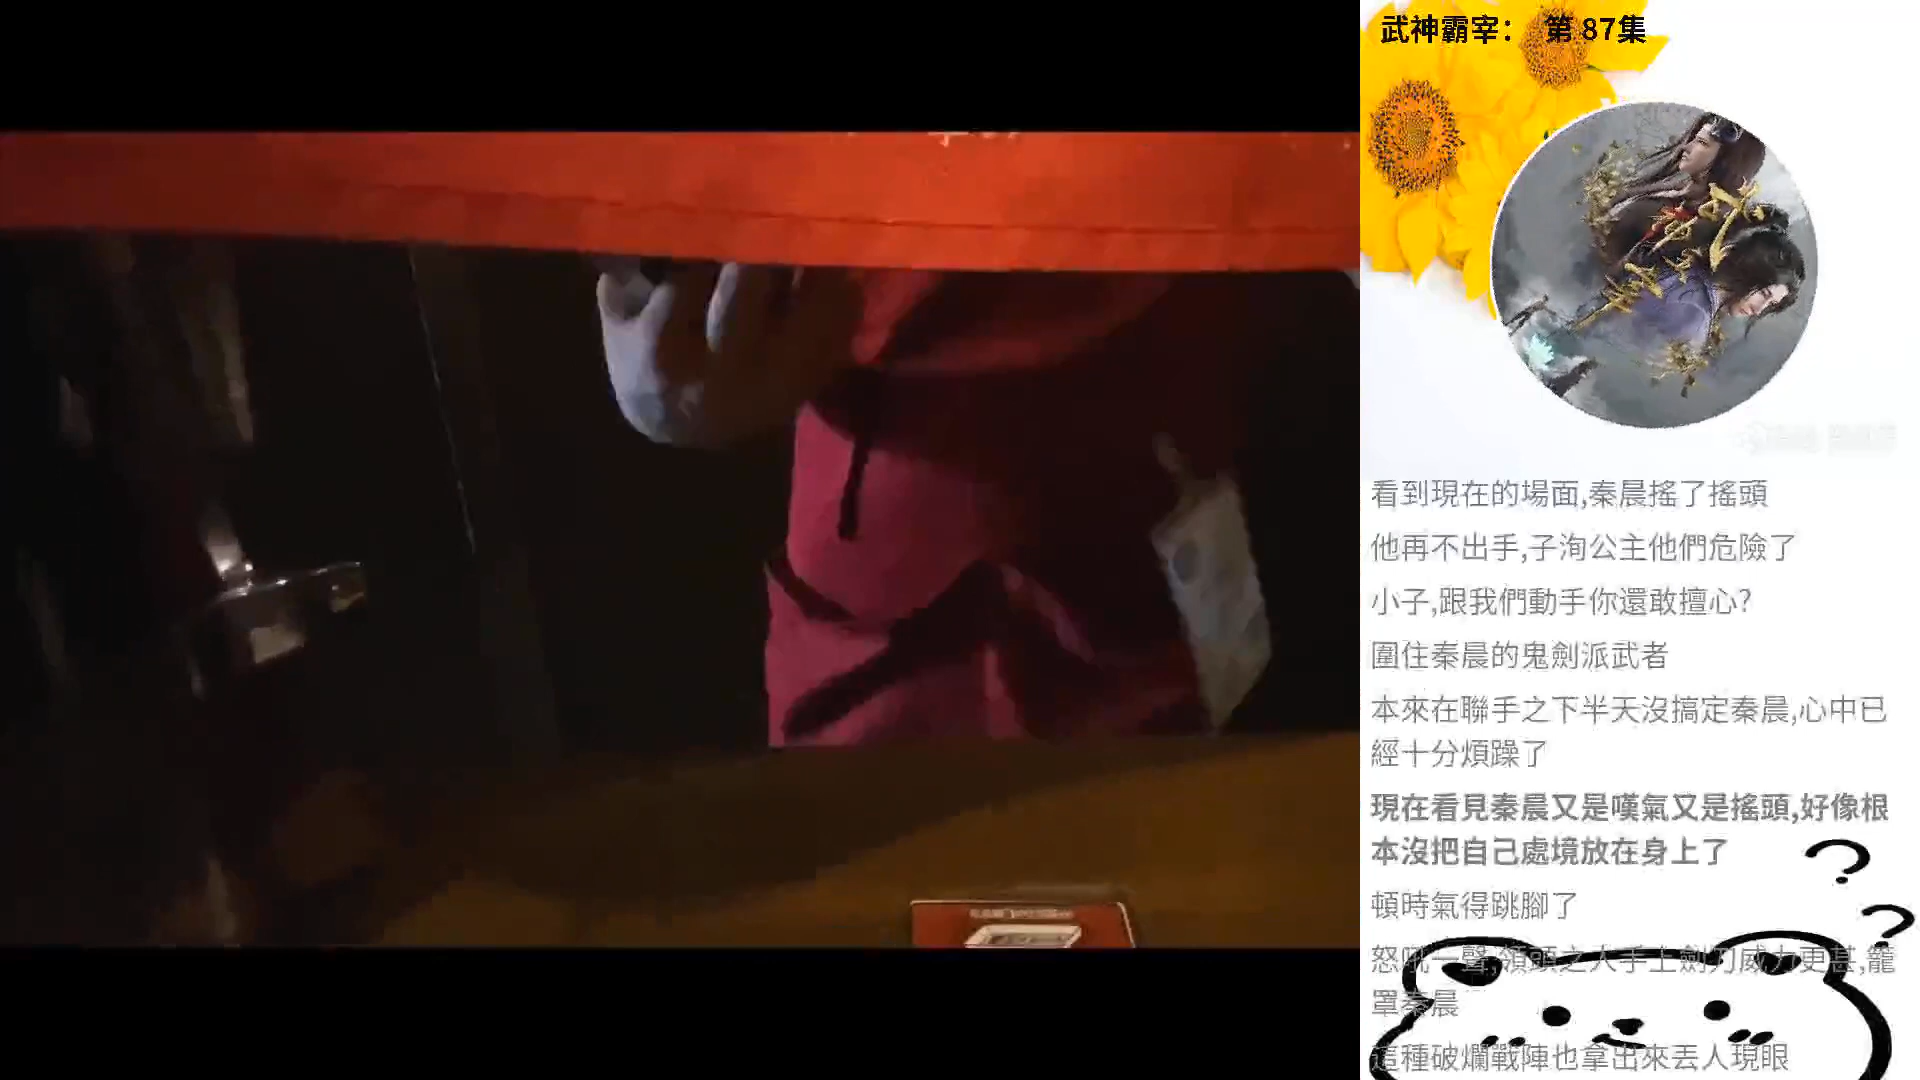 武神霸宰： 第 87集
看到現在的場面,秦晨搖了搖頭
他再不出手,子洵公主他們危險了
小子,跟我們動手你還敢擅心?
圍住秦晨的鬼劍派武者
本來在聯手之下半天沒搞定秦晨,心中已
經十分煩躁了
現在看見秦晨又是嘆氣又是搖頭,好像根
本沒把自己處境放在身上了
頓時氣得跳腳了
怒吼一聲,領頭之人手上劍刃威力更甚,籠
罩秦晨
這種破爛戰陣也拿出來丟人現眼